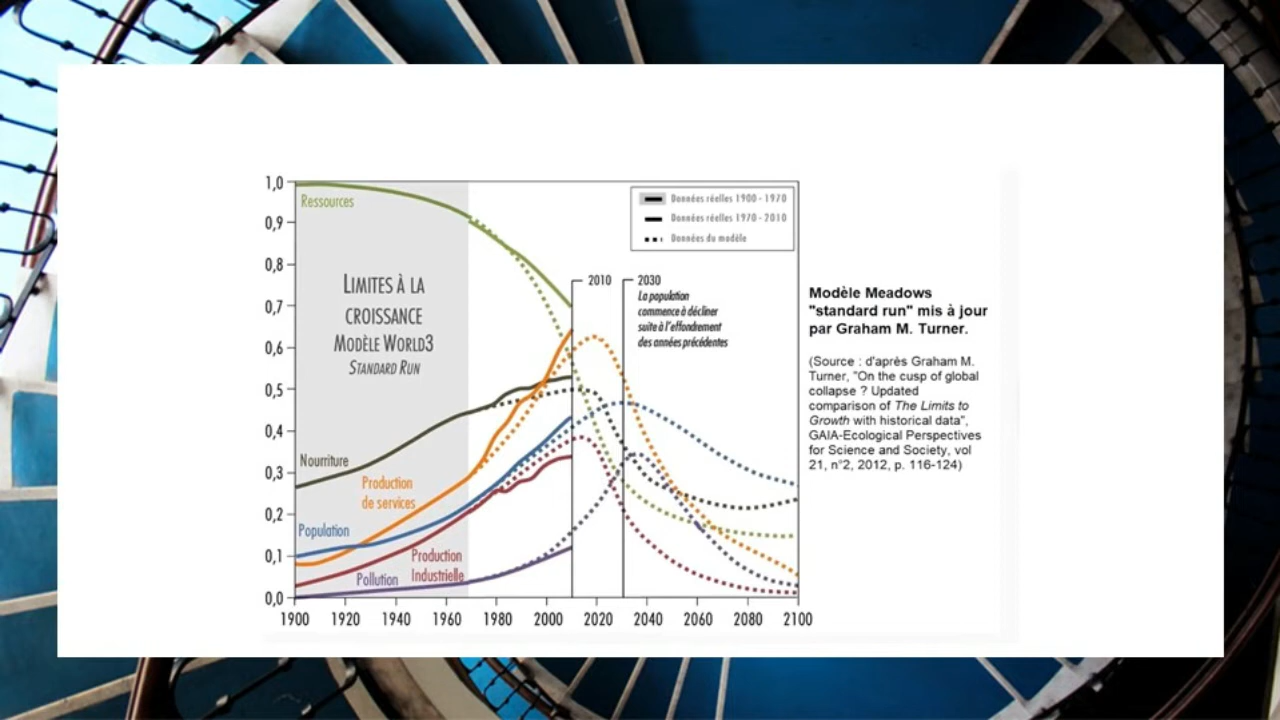 1,0
0,9
0,8
0,7
0,6
0,5
0,4
0,3
0,2
0,1
0,0
1900 1920 1940 1960 1980 2000 2020 2040 2060 2080 2100
Ressources
LIMITES À LA
CROISSANCE
MODÈLE WORLD3
STANDARD RUN
Nourriture
Production
de services
Population
Production
Industrielle
Pollution
Données réelles 1900 - 1970
Données réelles 1970 - 2010
Données du modèle
2010
2030
La population
commence à décliner
suite à l'effondrement
des années précédentes
Modèle Meadows
"standard run" mis à jour
par Graham M. Turner.
(Source : d'après Graham M.
Turner, "On the cusp of global
collapse ? Updated
comparison of The Limits to
Growth with historical data",
GAIA-Ecological Perspectives
for Science and Society, vol
21, n°2, 2012, p. 116-124)